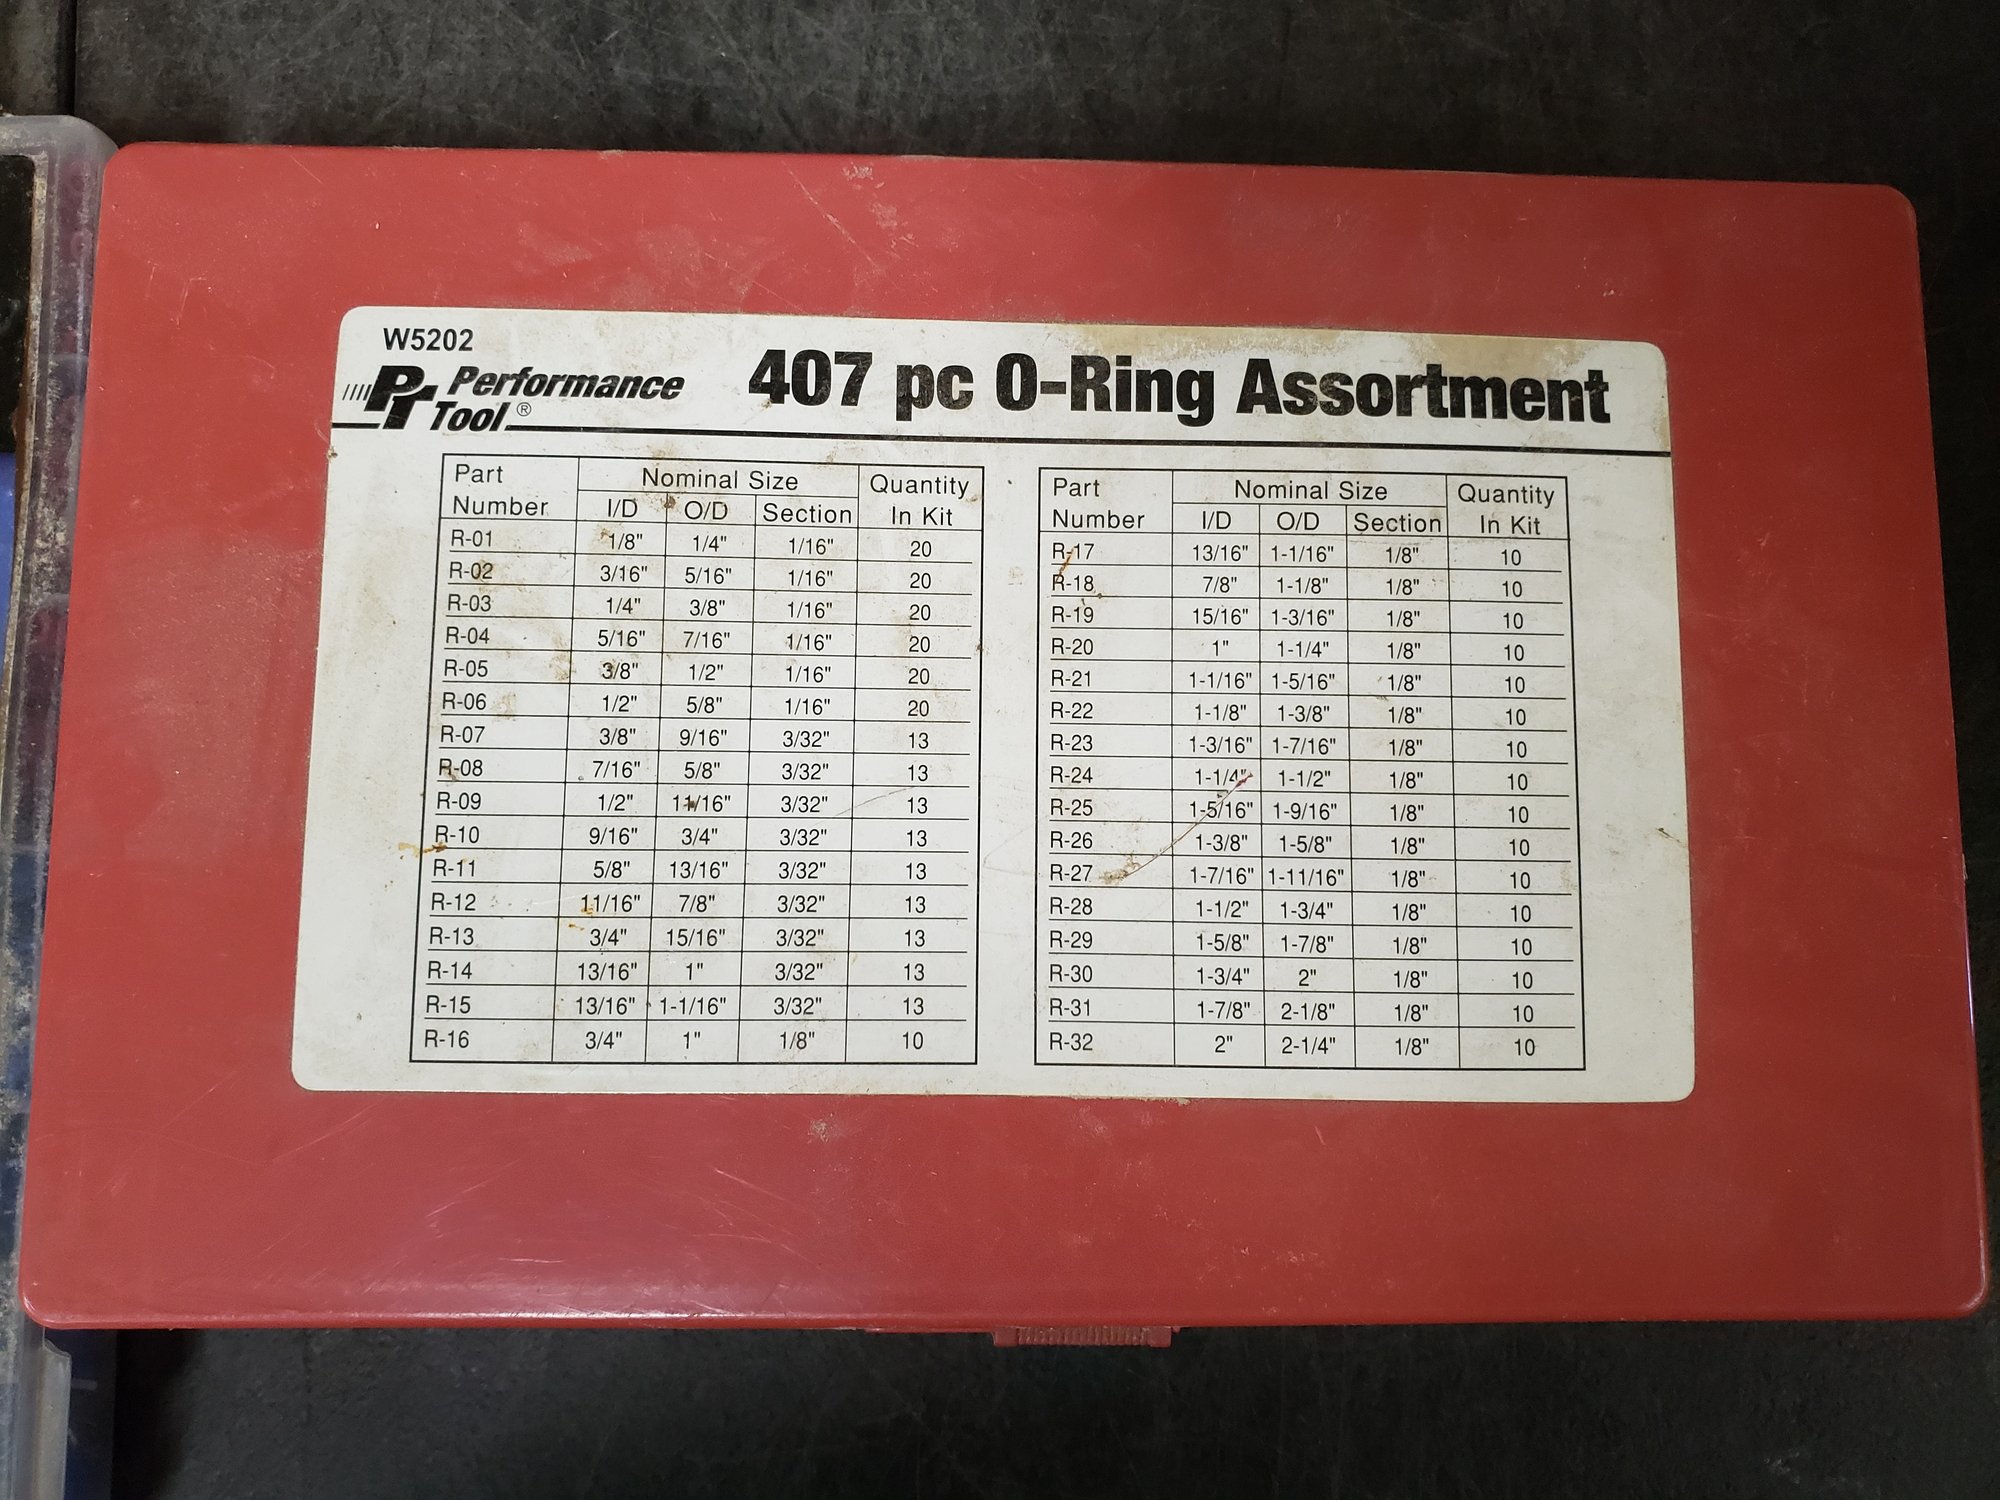 W5202
PT Performance
Tool®
407 pc O-Ring Assortment
Part Number Nominal Size Quantity In Kit
I/D O/D Section
R-01 1/8" 1/4" 1/16" 20
R-02 3/16" 5/16" 1/16" 20
R-03 1/4" 3/8" 1/16" 20
R-04 5/16" 7/16" 1/16" 20
R-05 3/8" 1/2" 1/16" 20
R-06 1/2" 5/8" 1/16" 20
R-07 3/8" 9/16" 3/32" 13
R-08 7/16" 5/8" 3/32" 13
R-09 1/2" 11/16" 3/32" 13
R-10 9/16" 3/4" 3/32" 13
R-11 5/8" 13/16" 3/32" 13
R-12 11/16" 7/8" 3/32" 13
R-13 3/4" 15/16" 3/32" 13
R-14 13/16" 1" 3/32" 13
R-15 13/16" 1-1/16" 3/32" 13
R-16 3/4" 1" 1/8" 10
Part Number Nominal Size Quantity In Kit
I/D O/D Section
R-17 13/16" 1-1/16" 1/8" 10
R-18 7/8" 1-1/8" 1/8" 10
R-19 15/16" 1-3/16" 1/8" 10
R-20 1" 1-1/4" 1/8" 10
R-21 1-1/16" 1-5/16" 1/8" 10
R-22 1-1/8" 1-3/8" 1/8" 10
R-23 1-3/16" 1-7/16" 1/8" 10
R-24 1-1/4" 1-1/2" 1/8" 10
R-25 1-5/16" 1-9/16" 1/8" 10
R-26 1-3/8" 1-5/8" 1/8" 10
R-27 1-7/16" 1-11/16" 1/8" 10
R-28 1-1/2" 1-3/4" 1/8" 10
R-29 1-5/8" 1-7/8" 1/8" 10
R-30 1-3/4" 2" 1/8" 10
R-31 1-7/8" 2-1/8" 1/8" 10
R-32 2" 2-1/4" 1/8" 10